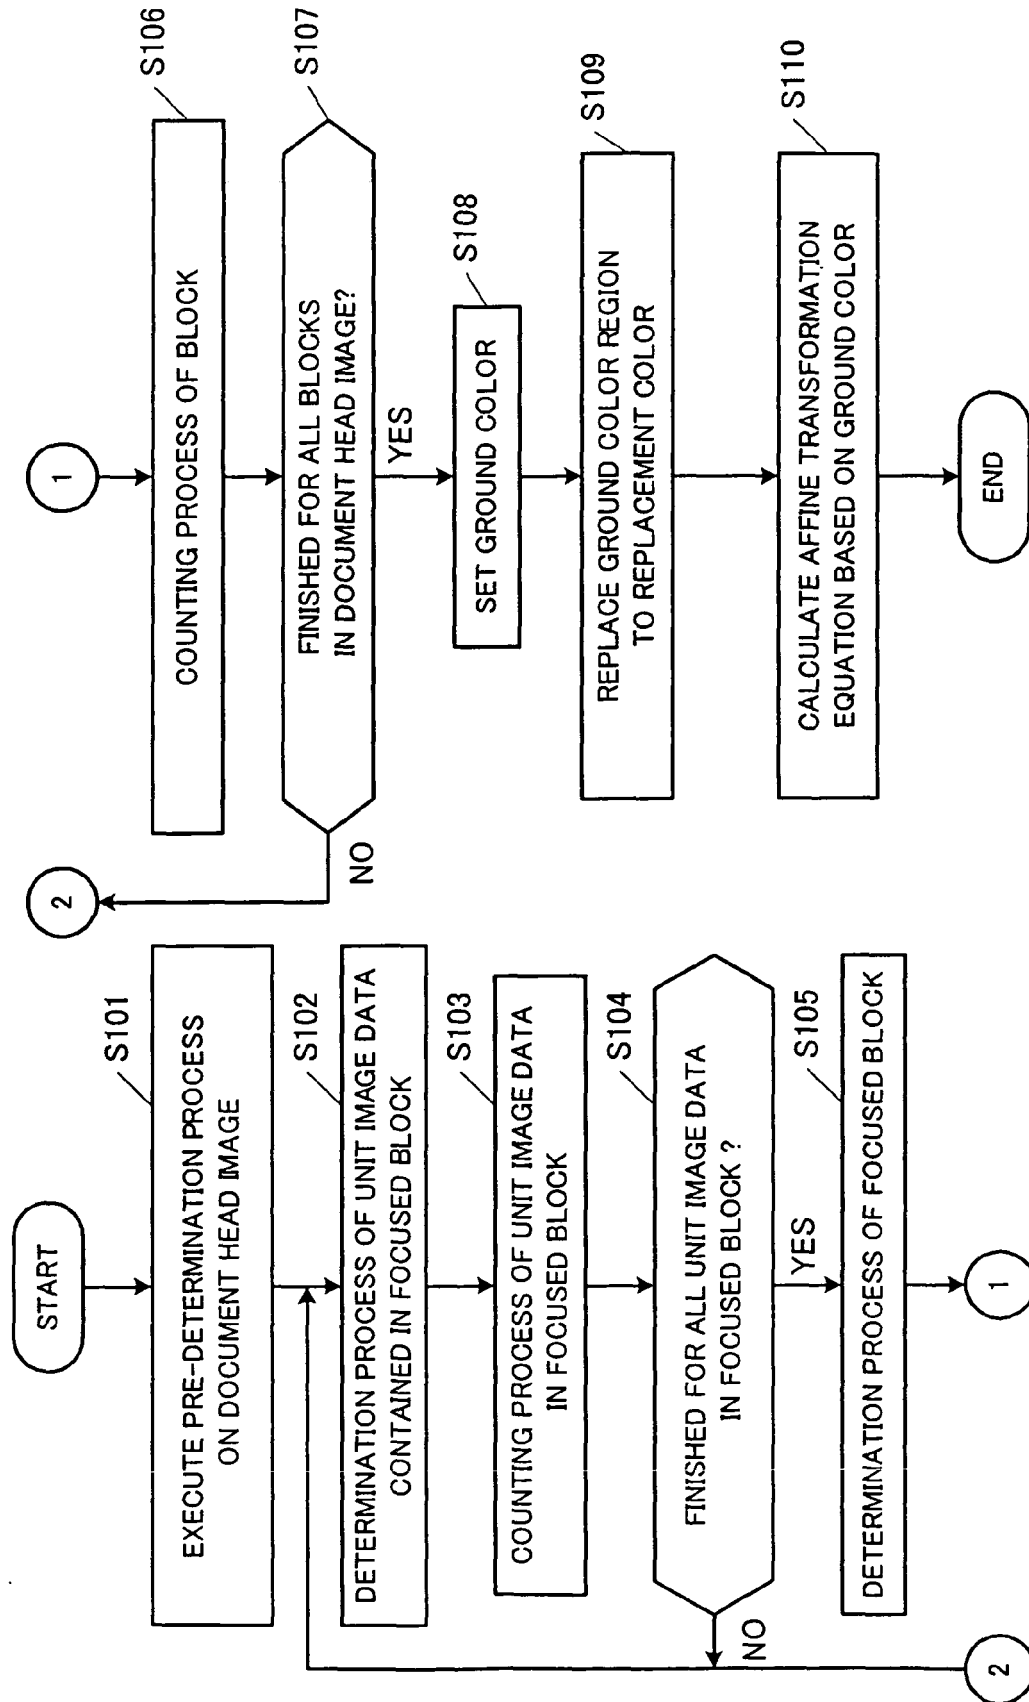 START
S101
EXECUTE PRE-DETERMINATION PROCESS
ON DOCUMENT HEAD IMAGE
S102
DETERMINATION PROCESS OF UNIT IMAGE DATA
CONTAINED IN FOCUSED BLOCK
S103
COUNTING PROCESS OF UNIT IMAGE DATA
IN FOCUSED BLOCK
S104
FINISHED FOR ALL UNIT IMAGE DATA
IN FOCUSED BLOCK ?
NO
YES
S105
DETERMINATION PROCESS OF FOCUSED BLOCK
2
1
1
S106
COUNTING PROCESS OF BLOCK
2
S107
FINISHED FOR ALL BLOCKS
IN DOCUMENT HEAD IMAGE?
NO
YES
S108
SET GROUND COLOR
S109
REPLACE GROUND COLOR REGION
TO REPLACEMENT COLOR
S110
CALCULATE AFFINE TRANSFORMATION
EQUATION BASED ON GROUND COLOR
END